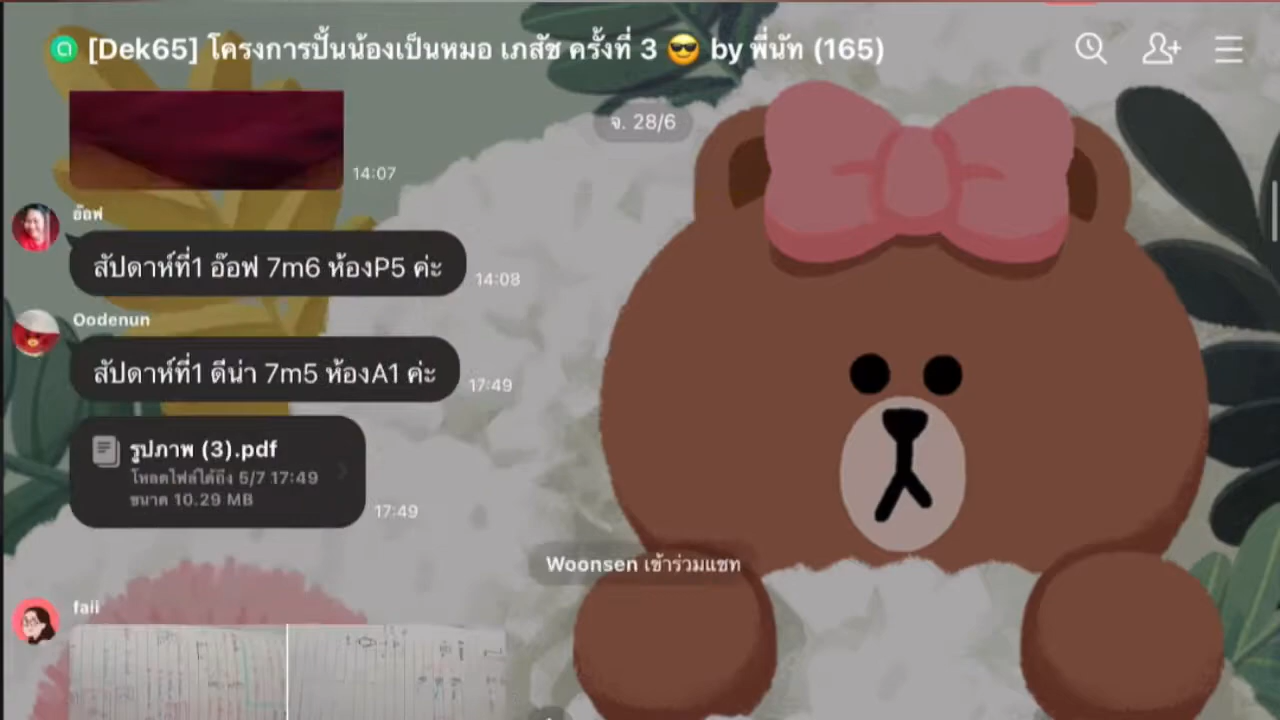 [Dek65] โครงการปั้นน้องเป็นหมอ เภสัช ครั้งที่ 3 😎 by พี่นัท (165)
จ. 28/6
14:07
อ๊อฟ
สัปดาห์ที่1 อ๊อฟ 7m6 ห้องP5 ค่ะ
14:08
Oodenun
สัปดาห์ที่1 ดีน่า 7m5 ห้องA1 ค่ะ
17:49
รูปภาพ (3).pdf
โหลดไฟล์ได้ถึง 5/7 17:49
ขนาด 10.29 MB
17:49
Woonsen เข้าร่วมแชท
faii